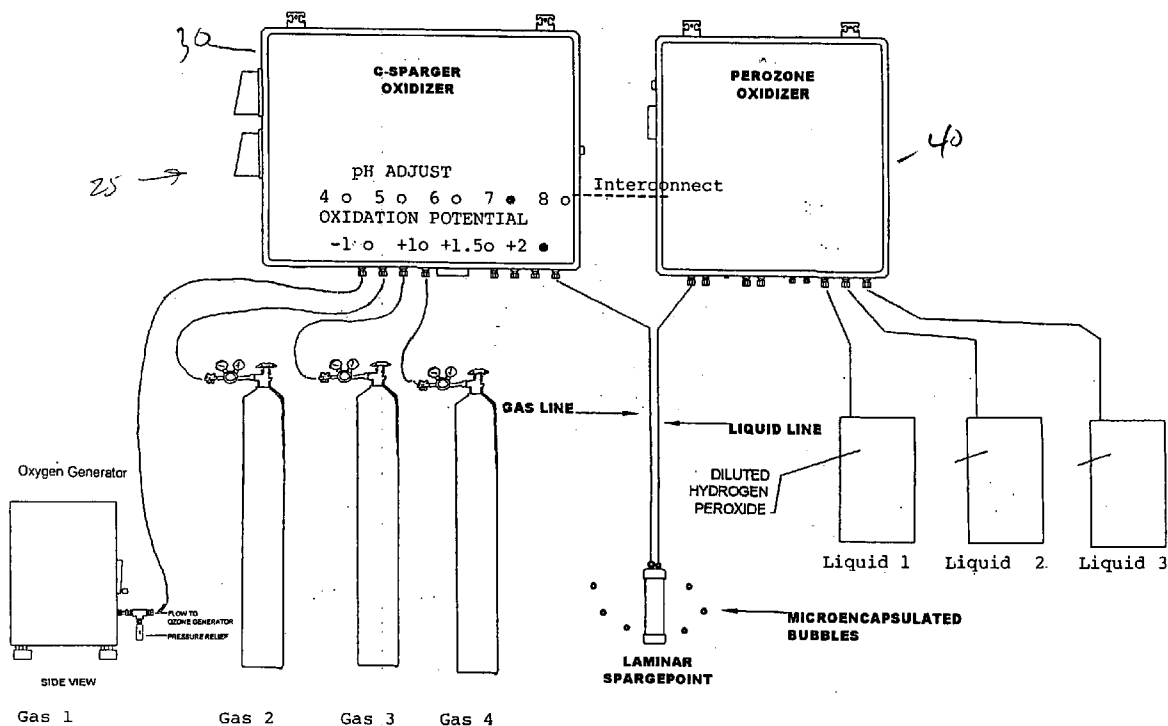 30
C-SPARGER
OXIDIZER
PEROZONE
OXIDIZER
40
25
pH ADJUST
4 5 6 7 8
Interconnect
OXIDATION POTENTIAL
-1 +1 +1.5 +2
GAS LINE
LIQUID LINE
Oxygen Generator
DILUTED
HYDROGEN
PEROXIDE
Liquid 1 Liquid 2 Liquid 3
FLOW TO
OZONE GENERATOR
PRESSURE RELIEF
MICROENCAPSULATED
BUBBLES
LAMINAR
SPARGEPOINT
SIDE VIEW
Gas 1 Gas 2 Gas 3 Gas 4